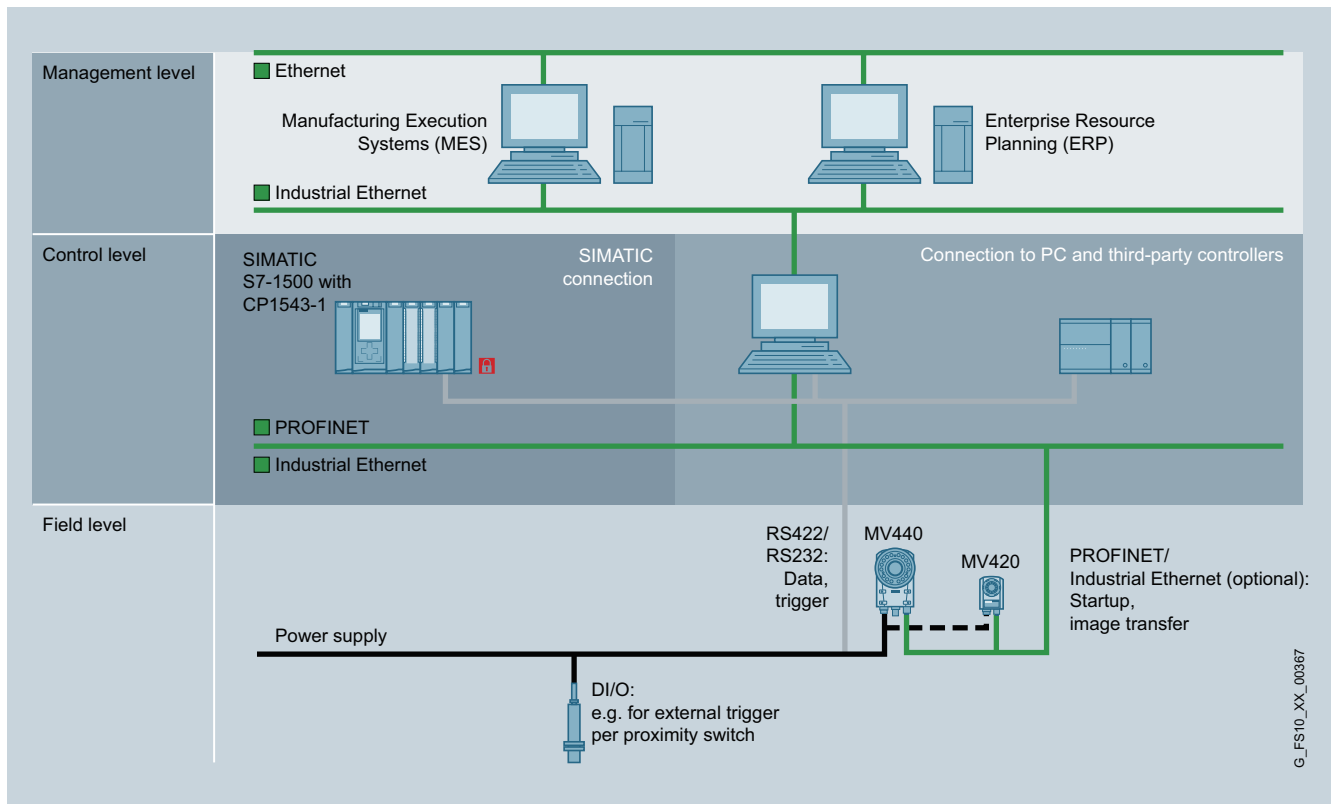 Management level
Ethernet
Manufacturing Execution
Systems (MES)
Enterprise Resource
Planning (ERP)
Industrial Ethernet
Control level
SIMATIC
S7-1500 with
CP1543-1
SIMATIC
connection
Connection to PC and third-party controllers
PROFINET
Industrial Ethernet
Field level
RS422/
RS232:
Data,
trigger
MV440
MV420
PROFINET/
Industrial Ethernet (optional):
Startup,
image transfer
Power supply
DI/O:
e.g. for external trigger
per proximity switch
G_FS10_XX_00367